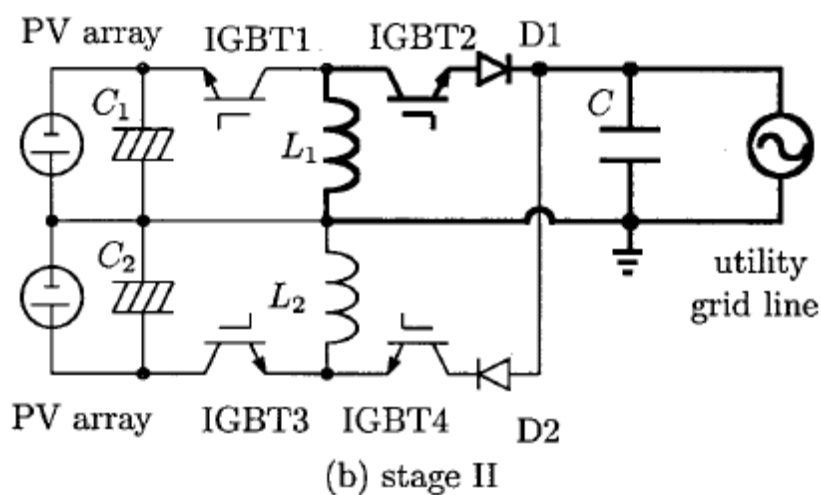 PV array IGBT1 IGBT2 D1
C1 C
L1
C2
L2
utility
grid line
PV array IGBT3 IGBT4 D2
(b) stage II